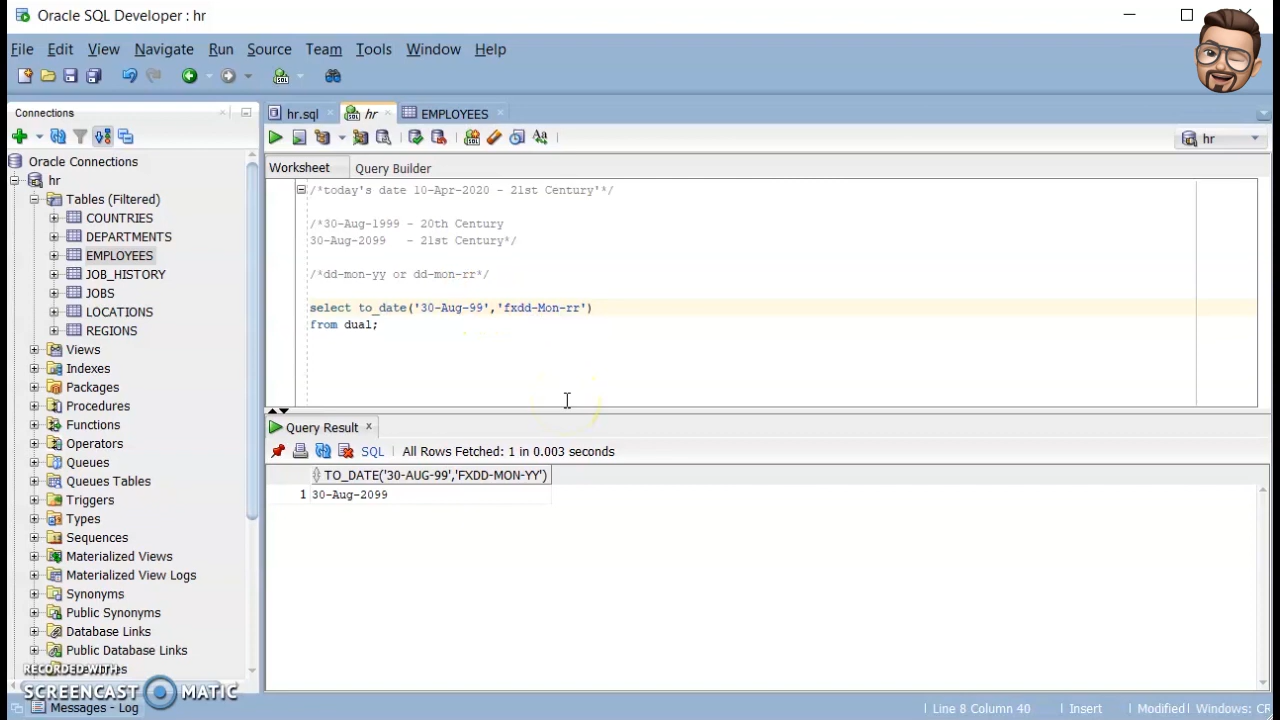 Oracle SQL Developer : hr
File Edit View Navigate Run Source Team Tools Window Help
Connections
Oracle Connections
hr
Tables (Filtered)
COUNTRIES
DEPARTMENTS
EMPLOYEES
JOB_HISTORY
JOBS
LOCATIONS
REGIONS
Views
Indexes
Packages
Procedures
Functions
Operators
Queues
Queues Tables
Triggers
Types
Sequences
Materialized Views
Materialized View Logs
Synonyms
Public Synonyms
Database Links
Public Database Links
RECORDED WITH
SCREENCAST MATIC
Messages - Log
hr.sql hr EMPLOYEES
hr
Worksheet Query Builder
/*today's date 10-Apr-2020 - 21st Century'*/
/*30-Aug-1999 - 20th Century
30-Aug-2099 - 21st Century*/
/*dd-mon-yy or dd-mon-rr*/
select to_date('30-Aug-99','fxdd-Mon-rr')
from dual;
Query Result
SQL All Rows Fetched: 1 in 0.003 seconds
TO_DATE('30-AUG-99','FXDD-MON-YY')
1 30-Aug-2099
Line 8 Column 40 Insert Modified Windows: CR